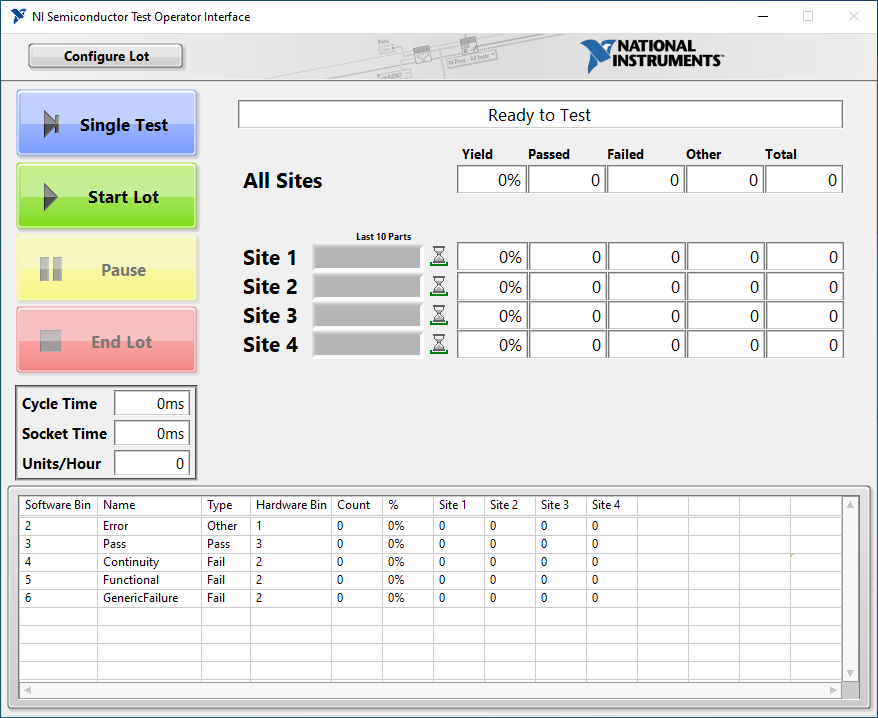 NI Semiconductor Test Operator Interface
Configure Lot
NATIONAL
INSTRUMENTS™
Single Test
Start Lot
Pause
End Lot
Cycle Time 0ms
Socket Time 0ms
Units/Hour 0
Ready to Test
Yield Passed Failed Other Total
All Sites 0% 0 0 0 0
Last 10 Parts
Site 1 0% 0 0 0 0
Site 2 0% 0 0 0 0
Site 3 0% 0 0 0 0
Site 4 0% 0 0 0 0
Software Bin Name Type Hardware Bin Count % Site 1 Site 2 Site 3 Site 4
2 Error Other 1 0 0% 0 0 0 0
3 Pass Pass 3 0 0% 0 0 0 0
4 Continuity Fail 2 0 0% 0 0 0 0
5 Functional Fail 2 0 0% 0 0 0 0
6 GenericFailure Fail 2 0 0% 0 0 0 0